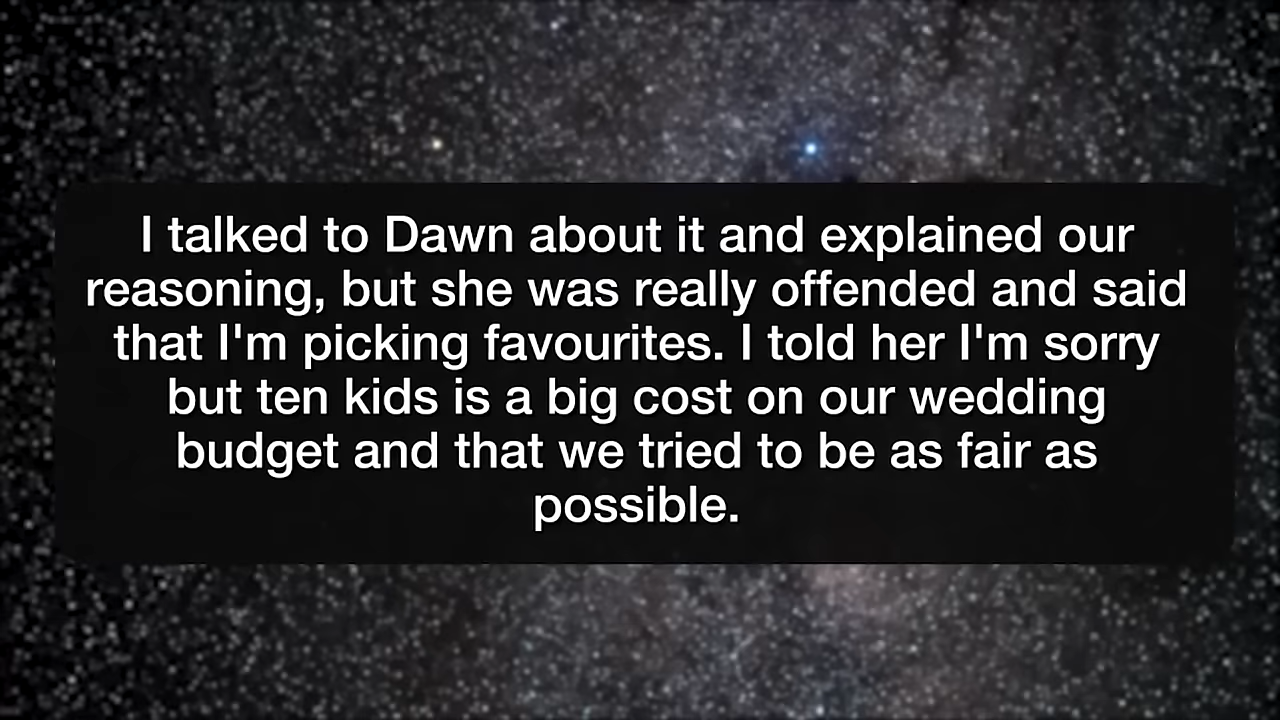 I talked to Dawn about it and explained our
reasoning, but she was really offended and said
that I'm picking favourites. I told her I'm sorry
but ten kids is a big cost on our wedding
budget and that we tried to be as fair as
possible.